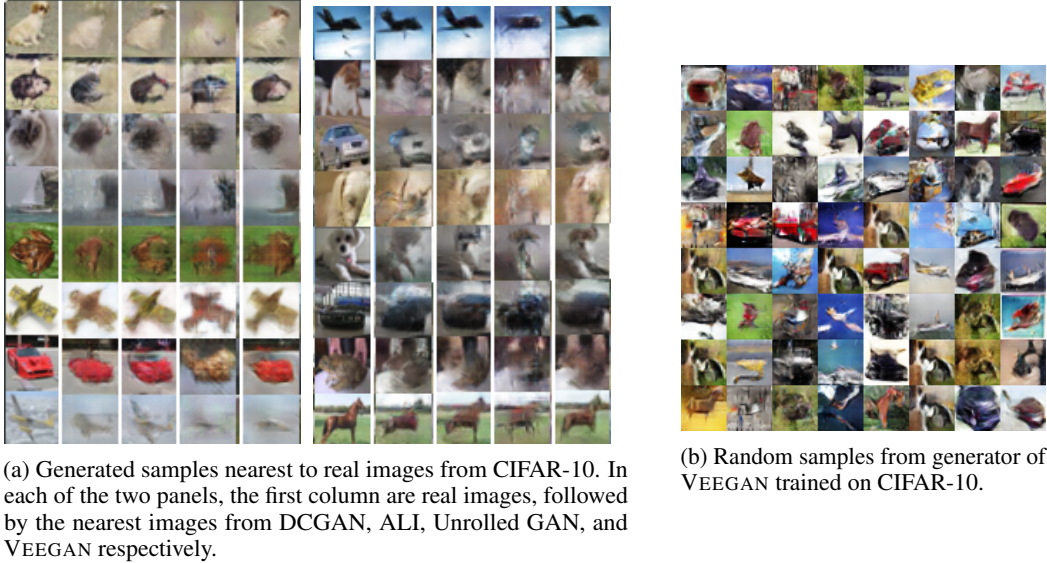 (a) Generated samples nearest to real images from CIFAR-10. In
each of the two panels, the first column are real images, followed
by the nearest images from DCGAN, ALI, Unrolled GAN, and
VEEGAN respectively.
(b) Random samples from generator of
VEEGAN trained on CIFAR-10.